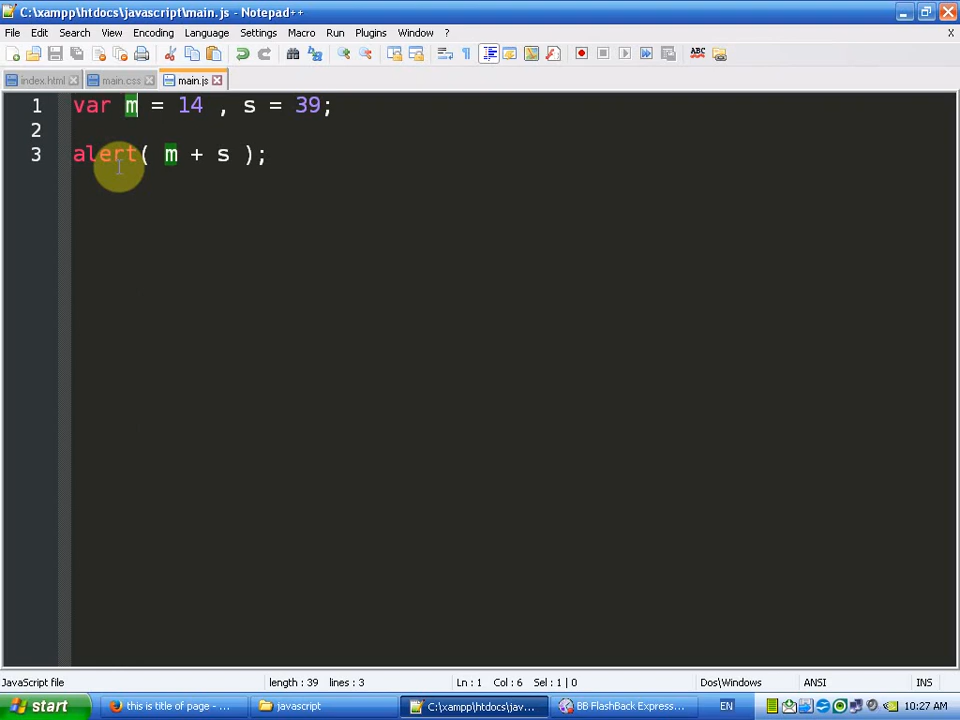 C:\xampp\htdocs\javascript\main.js - Notepad++
File Edit Search View Encoding Language Settings Macro Run Plugins Window ? X
ABC
index.html main.css main.js
1 var m = 14 , s = 39;
2
3 alert( m + s );
JavaScript file length : 39 lines : 3 Ln : 1 Col : 6 Sel : 1 | 0 Dos\Windows ANSI INS
start this is title of page - ... javascript C:\xampp\htdocs\jav... BB FlashBack Express... EN 10:27 AM